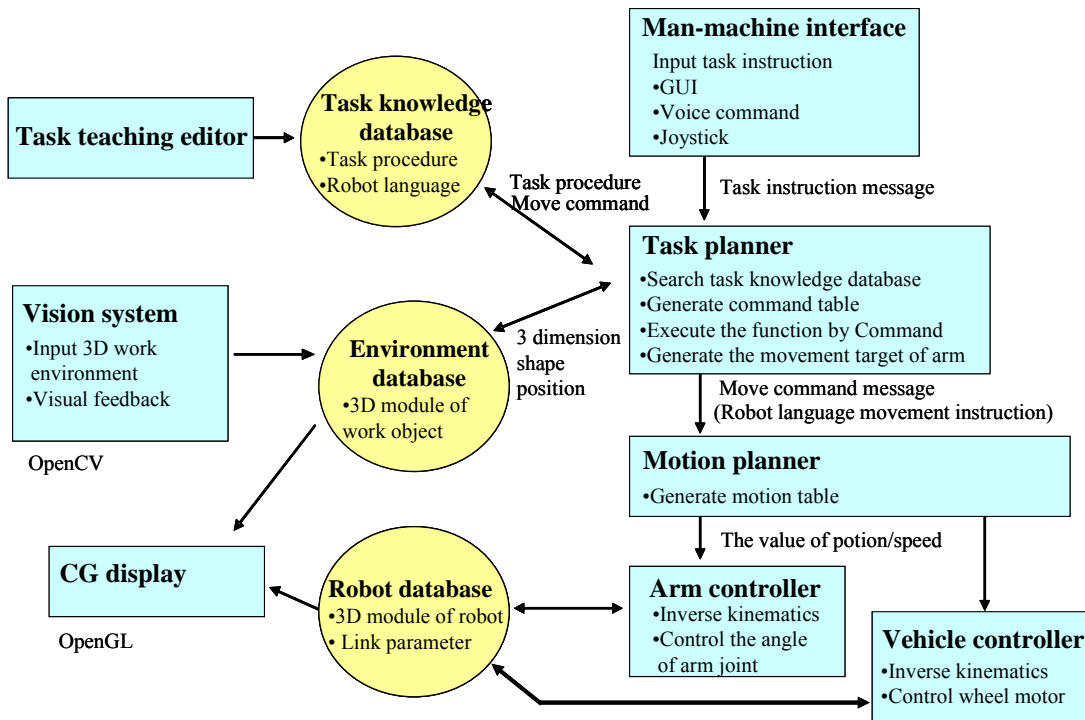 Man-machine interface
Input task instruction
•GUI
•Voice command
•Joystick
Task teaching editor
Task knowledge
database
•Task procedure
•Robot language
Task procedure
Move command
Task instruction message
Task planner
•Search task knowledge database
•Generate command table
•Execute the function by Command
•Generate the movement target of arm
Vision system
•Input 3D work
environment
•Visual feedback
OpenCV
Environment
database
•3D module of
work object
3 dimension
shape
position
Move command message
(Robot language movement instruction)
Motion planner
•Generate motion table
The value of potion/speed
CG display
OpenGL
Robot database
•3D module of robot
• Link parameter
Arm controller
•Inverse kinematics
•Control the angle
of arm joint
Vehicle controller
•Inverse kinematics
•Control wheel motor